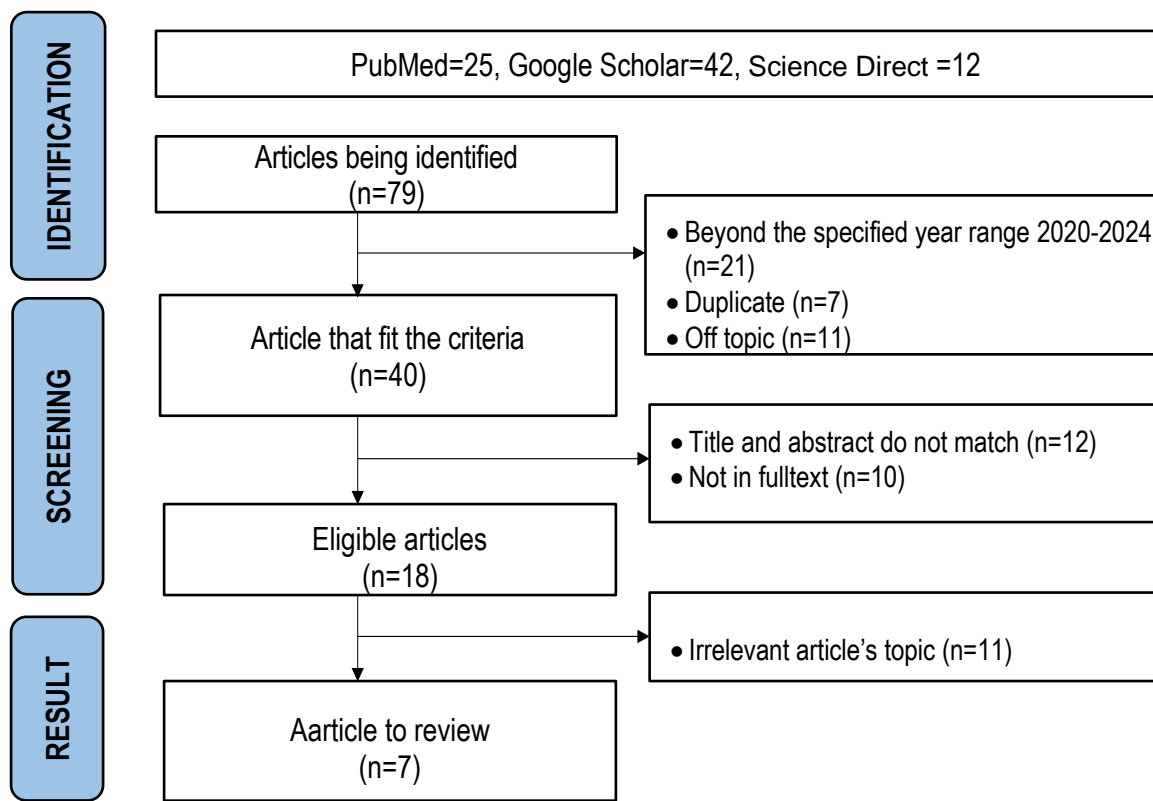 IDENTIFICATION
PubMed=25, Google Scholar=42, Science Direct =12
Articles being identified
(n=79)
• Beyond the specified year range 2020-2024
(n=21)
• Duplicate (n=7)
• Off topic (n=11)
SCREENING
Article that fit the criteria
(n=40)
• Title and abstract do not match (n=12)
• Not in fulltext (n=10)
Eligible articles
(n=18)
RESULT
• Irrelevant article’s topic (n=11)
Aarticle to review
(n=7)